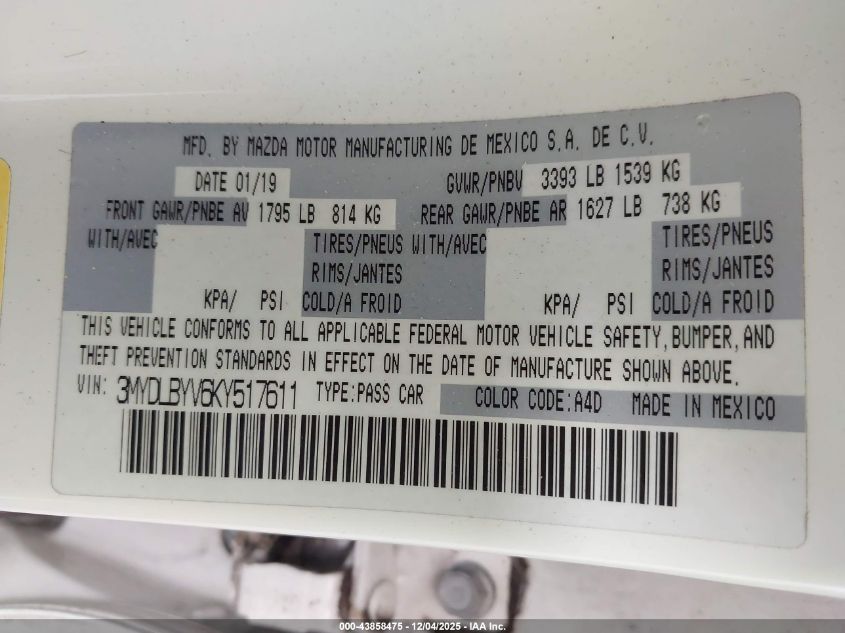 MFD. BY MAZDA MOTOR MANUFACTURING DE MEXICO S.A. DE C.V.
DATE 01/19 GVWR/PNBV 3393 LB 1539 KG
FRONT GAWR/PNBE AV 1795 LB 814 KG REAR GAWR/PNBE AR 1627 LB 738 KG
WITH/AVEC TIRES/PNEUS WITH/AVEC TIRES/PNEUS
RIMS/JANTES RIMS/JANTES
KPA/ PSI COLD/A FROID KPA/ PSI COLD/A FROID
THIS VEHICLE CONFORMS TO ALL APPLICABLE FEDERAL MOTOR VEHICLE SAFETY, BUMPER, AND
THEFT PREVENTION STANDARDS IN EFFECT ON THE DATE OF MANUFACTURE SHOWN ABOVE.
VIN: 3MYDLBYV6KY517611 TYPE:PASS CAR COLOR CODE:A4D MADE IN MEXICO
000-43858475 - 12/04/2025 - IAA, Inc.